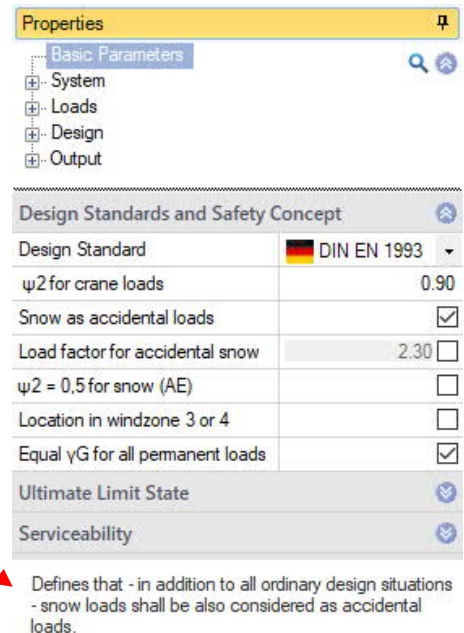 Properties
Basic Parameters
System
Loads
Design
Output
Design Standards and Safety Concept
Design Standard DIN EN 1993
ψ2 for crane loads 0.90
Snow as accidental loads
Load factor for accidental snow 2.30
ψ2 = 0,5 for snow (AE)
Location in windzone 3 or 4
Equal γG for all permanent loads
Ultimate Limit State
Serviceability
Defines that - in addition to all ordinary design situations
- snow loads shall be also considered as accidental
loads.